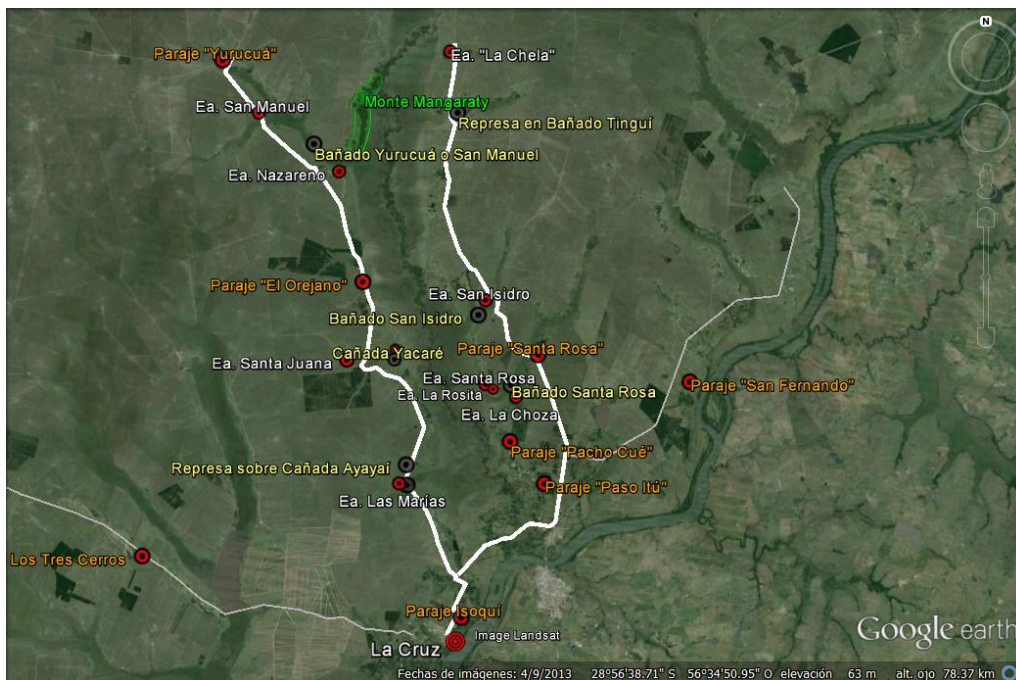 N
Paraje "Yurucuá"
Ea. "La Chela"
Ea. San Manuel
Monte Mangaraty
Represa en Bañado Tinguí
Bañado Yurucuá o San Manuel
Ea. Nazareno
Paraje "El Orejano"
Ea. San Isidro
Bañado San Isidro
Paraje "Santa Rosa"
Cañada Yacaré
Ea. Santa Juana
Ea. Santa Rosa
Paraje "San Fernando"
Ea. La Rosita
Bañado Santa Rosa
Ea. La Choza
Paraje "Pacho Cué"
Represa sobre Cañada Ayayaí
Paraje "Paso Itú"
Ea. Las Marías
Los Tres Cerros
Paraje Isoquí
Image Landsat
La Cruz
Google earth
Fechas de imágenes: 4/9/2013 28°56'38.71" S 56°34'50.95" O elevación 63 m alt. ojo 78.37 km